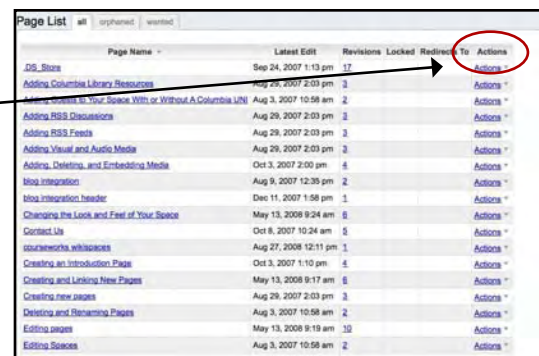 Page List all orphaned wanted
Page Name Latest Edit Revisions Locked Redirects To Actions
.DS_Store Sep 24, 2007 1:13 pm 17 Actions
Adding Columbia Library Resources Aug 29, 2007 2:03 pm 3 Actions
Adding Guests to Your Space With or Without A Columbia UNI Aug 3, 2007 10:58 am 2 Actions
Adding RSS Discussions Aug 29, 2007 2:03 pm 3 Actions
Adding RSS Feeds Aug 29, 2007 2:03 pm 3 Actions
Adding Visual and Audio Media Aug 29, 2007 2:03 pm 3 Actions
Adding, Deleting, and Embedding Media Oct 3, 2007 2:00 pm 4 Actions
blog integration Aug 9, 2007 12:35 pm 2 Actions
blog integration header Dec 11, 2007 1:58 pm 1 Actions
Changing the Look and Feel of Your Space May 13, 2008 9:24 am 6 Actions
Contact Us Oct 8, 2007 10:24 am 5 Actions
courseworks wikispaces Aug 27, 2008 12:11 pm 1 Actions
Creating an Introduction Page Oct 3, 2007 1:10 pm 4 Actions
Creating and Linking New Pages May 13, 2008 9:17 am 6 Actions
Creating new pages Aug 29, 2007 2:03 pm 3 Actions
Deleting and Renaming Pages Aug 3, 2007 10:58 am 2 Actions
Editing pages May 13, 2008 9:19 am 10 Actions
Editing Spaces Aug 3, 2007 10:58 am 2 Actions